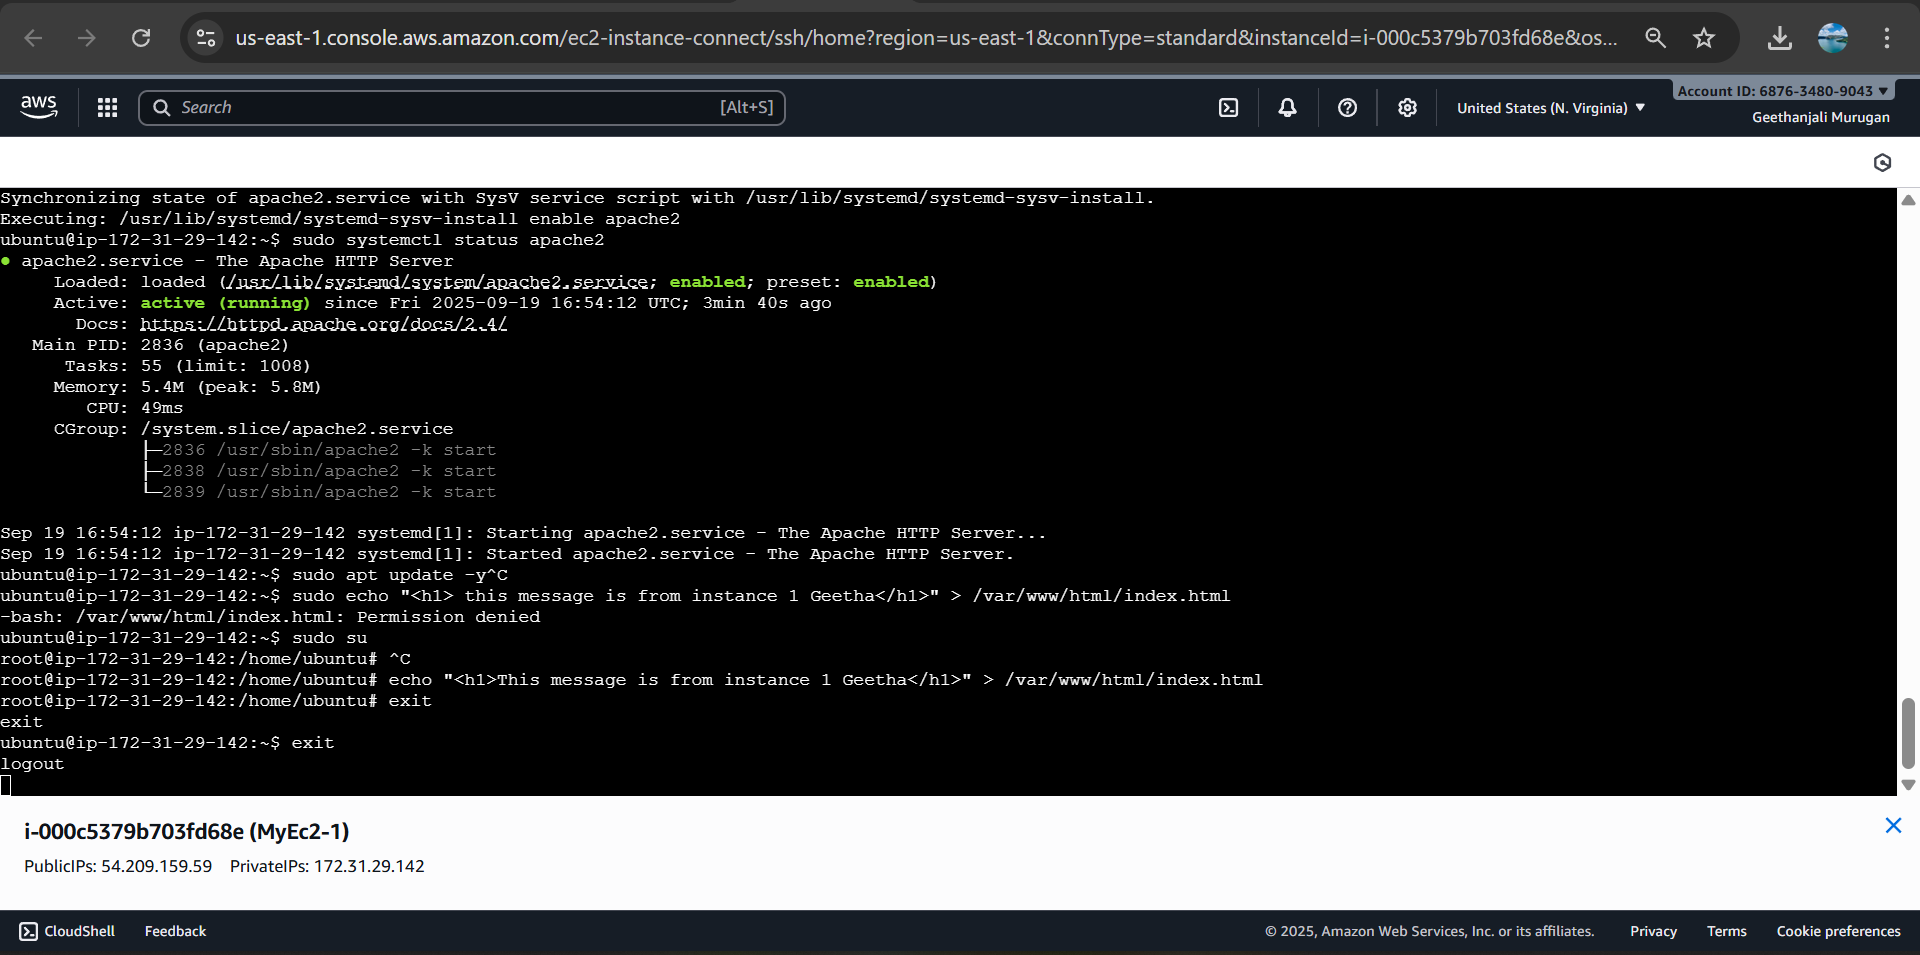 us-east-1.console.aws.amazon.com/ec2-instance-connect/ssh/home?region=us-east-1&connType=standard&instanceId=i-000c5379b703fd68e&os...
aws
Search [Alt+S]
United States (N. Virginia)
Account ID: 6876-3480-9043
Geethanjali Murugan
Synchronizing state of apache2.service with SysV service script with /usr/lib/systemd/systemd-sysv-install.
Executing: /usr/lib/systemd/systemd-sysv-install enable apache2
ubuntu@ip-172-31-29-142:~$ sudo systemctl status apache2
● apache2.service - The Apache HTTP Server
Loaded: loaded (/usr/lib/systemd/system/apache2.service; enabled; preset: enabled)
Active: active (running) since Fri 2025-09-19 16:54:12 UTC; 3min 40s ago
Docs: https://httpd.apache.org/docs/2.4/
Main PID: 2836 (apache2)
Tasks: 55 (limit: 1008)
Memory: 5.4M (peak: 5.8M)
CPU: 49ms
CGroup: /system.slice/apache2.service
├─2836 /usr/sbin/apache2 -k start
├─2838 /usr/sbin/apache2 -k start
└─2839 /usr/sbin/apache2 -k start
Sep 19 16:54:12 ip-172-31-29-142 systemd[1]: Starting apache2.service - The Apache HTTP Server...
Sep 19 16:54:12 ip-172-31-29-142 systemd[1]: Started apache2.service - The Apache HTTP Server.
ubuntu@ip-172-31-29-142:~$ sudo apt update -y^C
ubuntu@ip-172-31-29-142:~$ sudo echo "<h1> this message is from instance 1 Geetha</h1>" > /var/www/html/index.html
-bash: /var/www/html/index.html: Permission denied
ubuntu@ip-172-31-29-142:~$ sudo su
root@ip-172-31-29-142:/home/ubuntu# ^C
root@ip-172-31-29-142:/home/ubuntu# echo "<h1>This message is from instance 1 Geetha</h1>" > /var/www/html/index.html
root@ip-172-31-29-142:/home/ubuntu# exit
exit
ubuntu@ip-172-31-29-142:~$ exit
logout
i-000c5379b703fd68e (MyEc2-1)
PublicIPs: 54.209.159.59 PrivateIPs: 172.31.29.142
CloudShell Feedback © 2025, Amazon Web Services, Inc. or its affiliates. Privacy Terms Cookie preferences